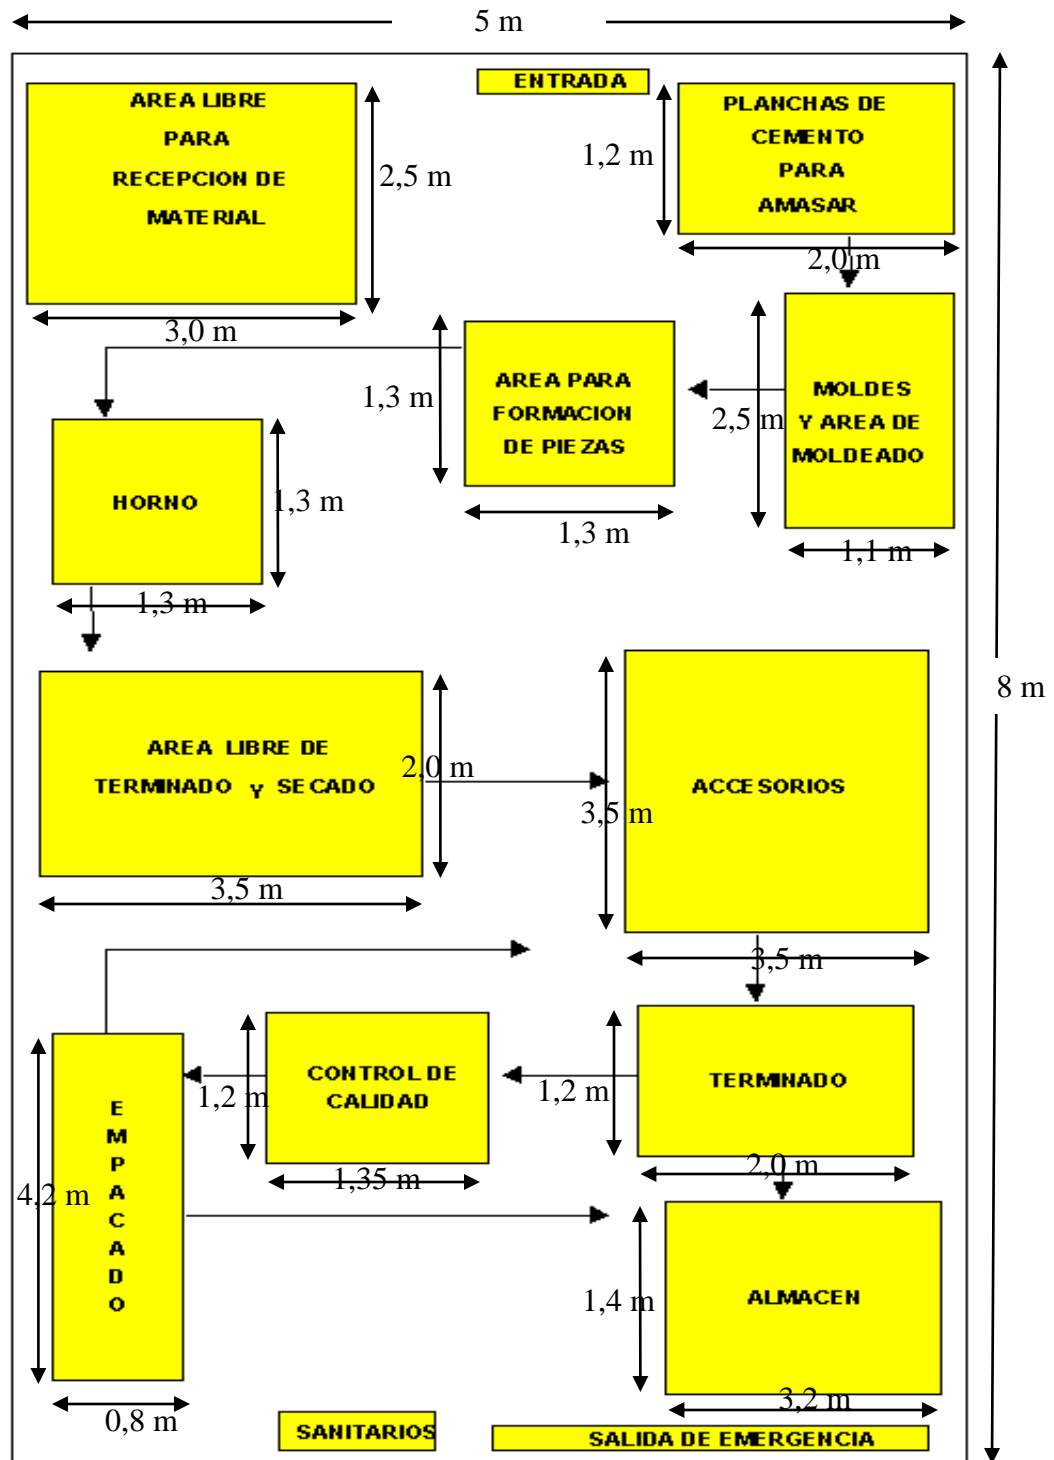 5 m
ENTRADA
AREA LIBRE
PARA
RECEPCION DE
MATERIAL
2,5 m
3,0 m
1,2 m
PLANCHAS DE
CEMENTO
PARA
AMASAR
2,0 m
1,3 m
AREA PARA
FORMACION
DE PIEZAS
1,3 m
2,5 m
MOLDES
Y AREA DE
MOLDEADO
1,1 m
HORNO
1,3 m
1,3 m
8 m
AREA LIBRE DE
TERMINADO Y SECADO
2,0 m
3,5 m
3,5 m
ACCESORIOS
3,5 m
4,2 m
E
M
P
A
C
A
D
O
0,8 m
1,2 m
CONTROL DE
CALIDAD
1,35 m
1,2 m
TERMINADO
2,0 m
1,4 m
ALMACEN
3,2 m
SANITARIOS
SALIDA DE EMERGENCIA